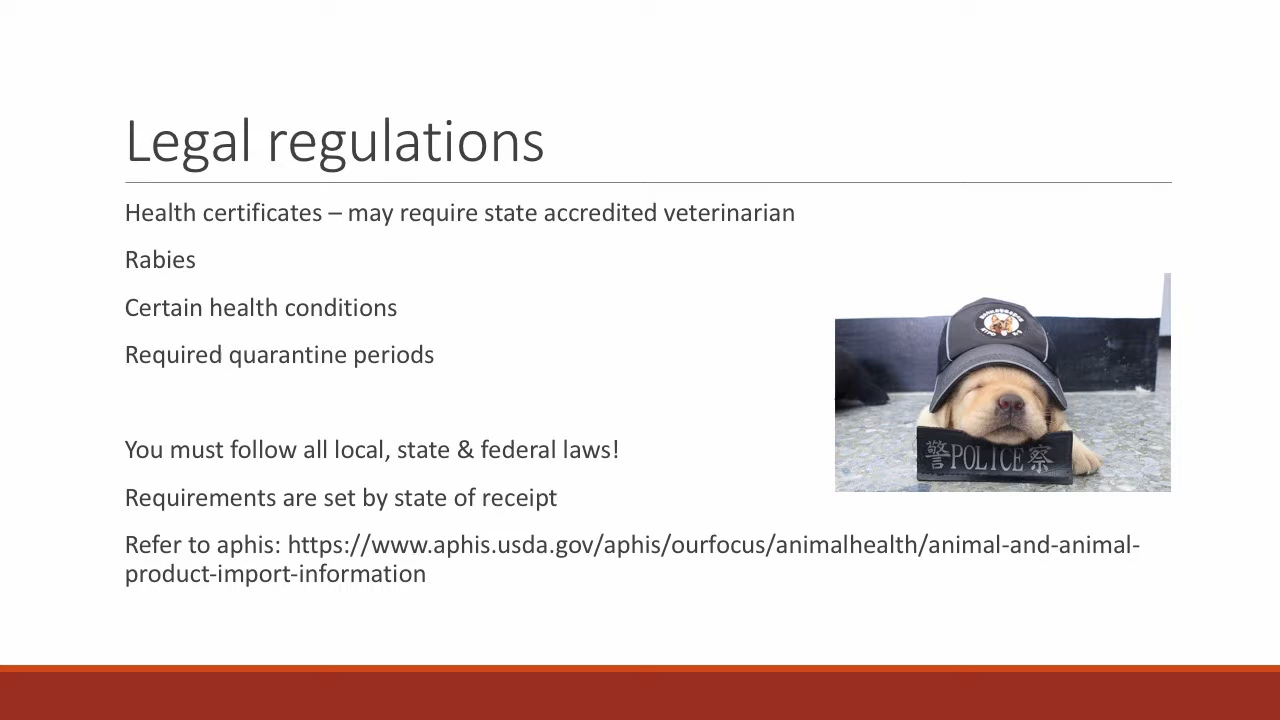 Legal regulations
Health certificates – may require state accredited veterinarian
Rabies
Certain health conditions
Required quarantine periods
警POLICE察
You must follow all local, state & federal laws!
Requirements are set by state of receipt
Refer to aphis: https://www.aphis.usda.gov/aphis/ourfocus/animalhealth/animal-and-animal-
product-import-information